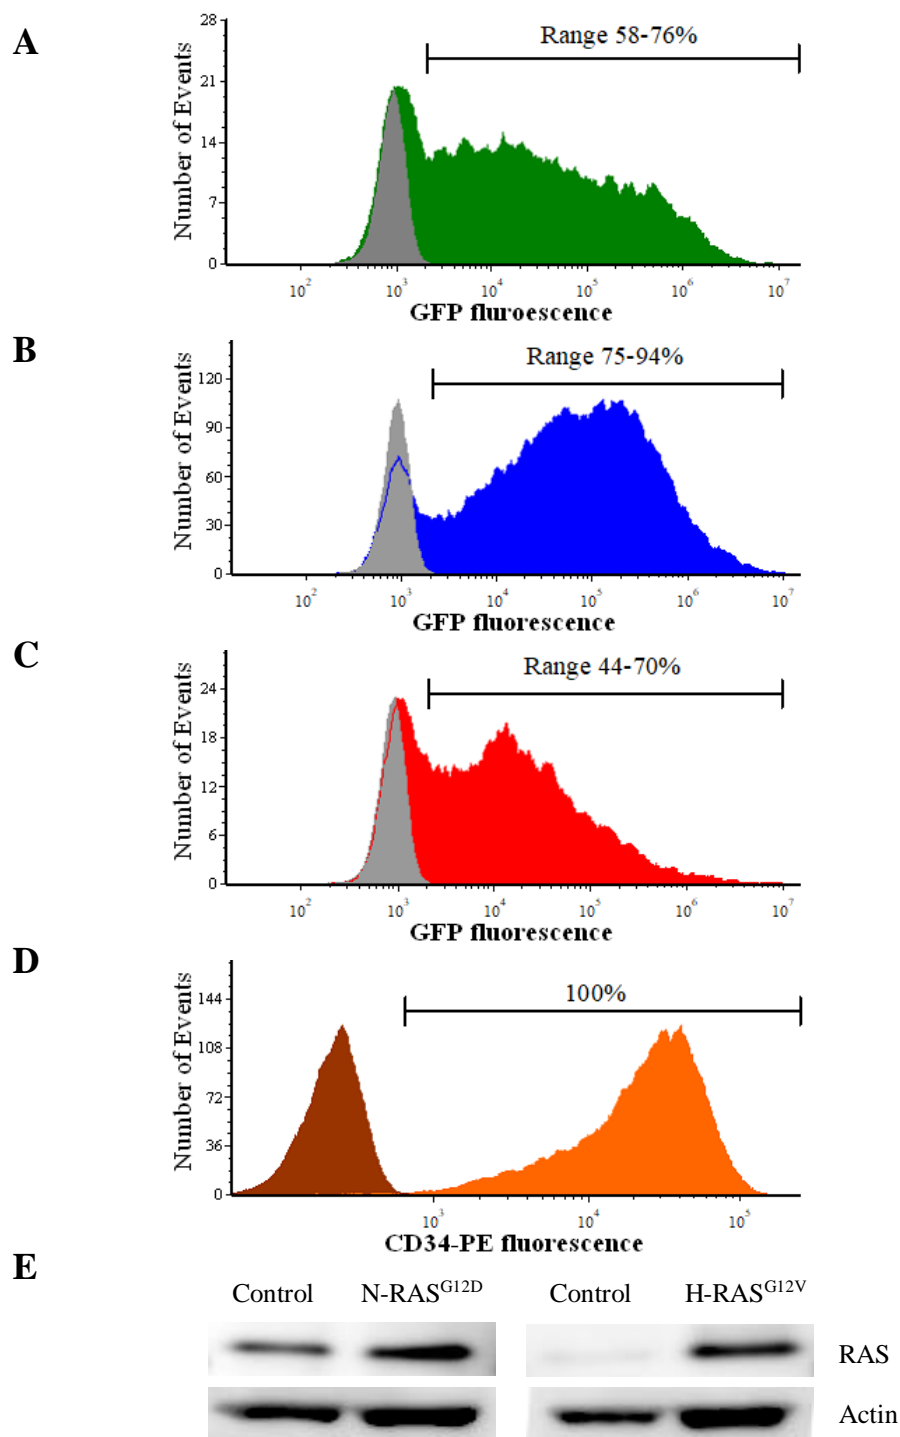 A
Range 58-76%
Number of Events
28
21
14
7
0
10² 10³ 10⁴ 10⁵ 10⁶ 10⁷
GFP fluroescence
B
Range 75-94%
Number of Events
120
90
60
30
0
10² 10³ 10⁴ 10⁵ 10⁶ 10⁷
GFP fluorescence
C
Range 44-70%
Number of Events
24
18
12
6
0
10² 10³ 10⁴ 10⁵ 10⁶ 10⁷
GFP fluorescence
D
100%
Number of Events
144
108
72
36
0
10³ 10⁴ 10⁵
CD34-PE fluorescence
E
Control N-RASᴳ¹²ᴰ Control H-RASᴳ¹²ⱽ
RAS
Actin